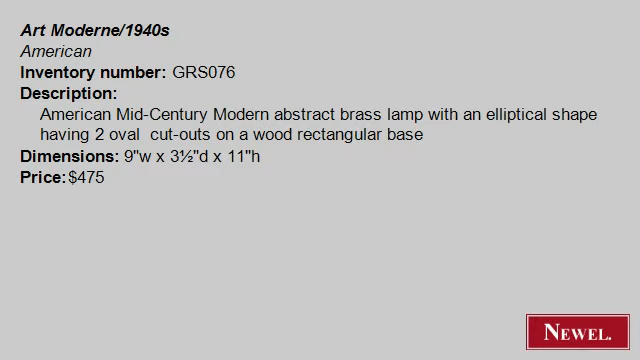 Art Moderne/1940s
American
Inventory number: GRS076
Description:
American Mid-Century Modern abstract brass lamp with an elliptical shape
having 2 oval  cut-outs on a wood rectangular base
Dimensions: 9"w x 3½"d x 11"h
Price:$475
NEWEL.